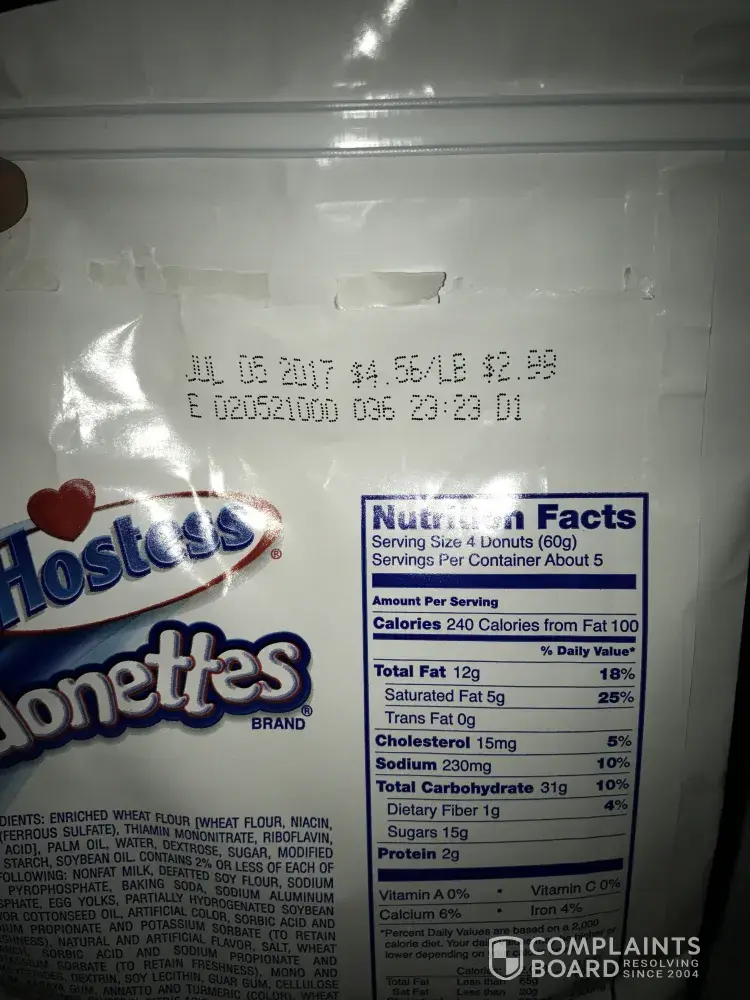 JUL 05 2017 $4.56/LB $2.98
E 020521000 036 23:23 D1
Hostess®
Donettes®
BRAND
Nutrition Facts
Serving Size 4 Donuts (60g)
Servings Per Container About 5
Amount Per Serving
Calories 240 Calories from Fat 100
% Daily Value*
Total Fat 12g 18%
Saturated Fat 5g 25%
Trans Fat 0g
Cholesterol 15mg 5%
Sodium 230mg 10%
Total Carbohydrate 31g 10%
Dietary Fiber 1g 4%
Sugars 15g
Protein 2g
Vitamin A 0% • Vitamin C 0%
Calcium 6% • Iron 4%
*Percent Daily Values are based on a 2,000
calorie diet. Your
lower depending on
Total Fat Less than 65g
Sat Fat Less than 20g
DIENTS: ENRICHED WHEAT FLOUR [WHEAT FLOUR, NIACIN,
(FERROUS SULFATE), THIAMIN MONONITRATE, RIBOFLAVIN,
ACID], PALM OIL, WATER, DEXTROSE, SUGAR, MODIFIED
STARCH, SOYBEAN OIL. CONTAINS 2% OR LESS OF EACH OF
FOLLOWING: NONFAT MILK, DEFATTED SOY FLOUR, SODIUM
PYROPHOSPHATE, BAKING SODA, SODIUM ALUMINUM
SPHATE, EGG YOLKS, PARTIALLY HYDROGENATED SOYBEAN
OR COTTONSEED OIL, ARTIFICIAL COLOR, SORBIC ACID AND
IUM PROPIONATE AND POTASSIUM SORBATE (TO RETAIN
SHNESS), NATURAL AND ARTIFICIAL FLAVOR, SALT, WHEAT
SORBIC ACID AND SODIUM PROPIONATE AND
SORBATE (TO RETAIN FRESHNESS), MONO AND
DEXTRIN, SOY LECITHIN, GUAR GUM, CELLULOSE
GUM, ANNATTO AND TURMERIC (COLOR), WHEAT
COMPLAINTS
BOARD RESOLVING
SINCE 2004